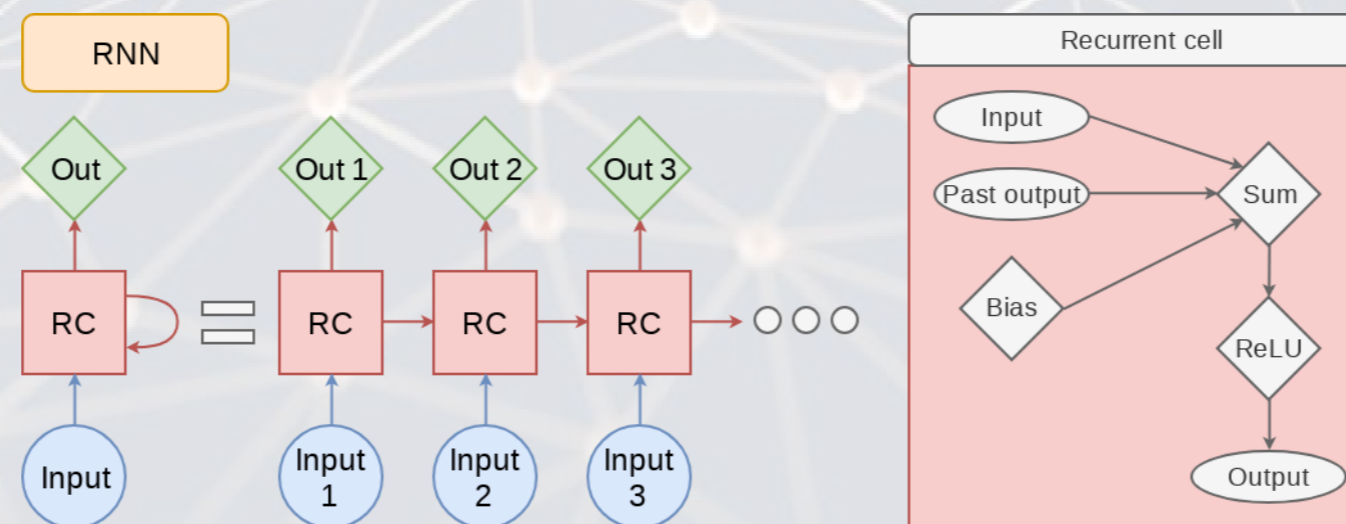 RNN
Recurrent cell
Out
Out 1
Out 2
Out 3
RC
RC
RC
RC
Input
Input
1
Input
2
Input
3
Input
Past output
Sum
Bias
ReLU
Output